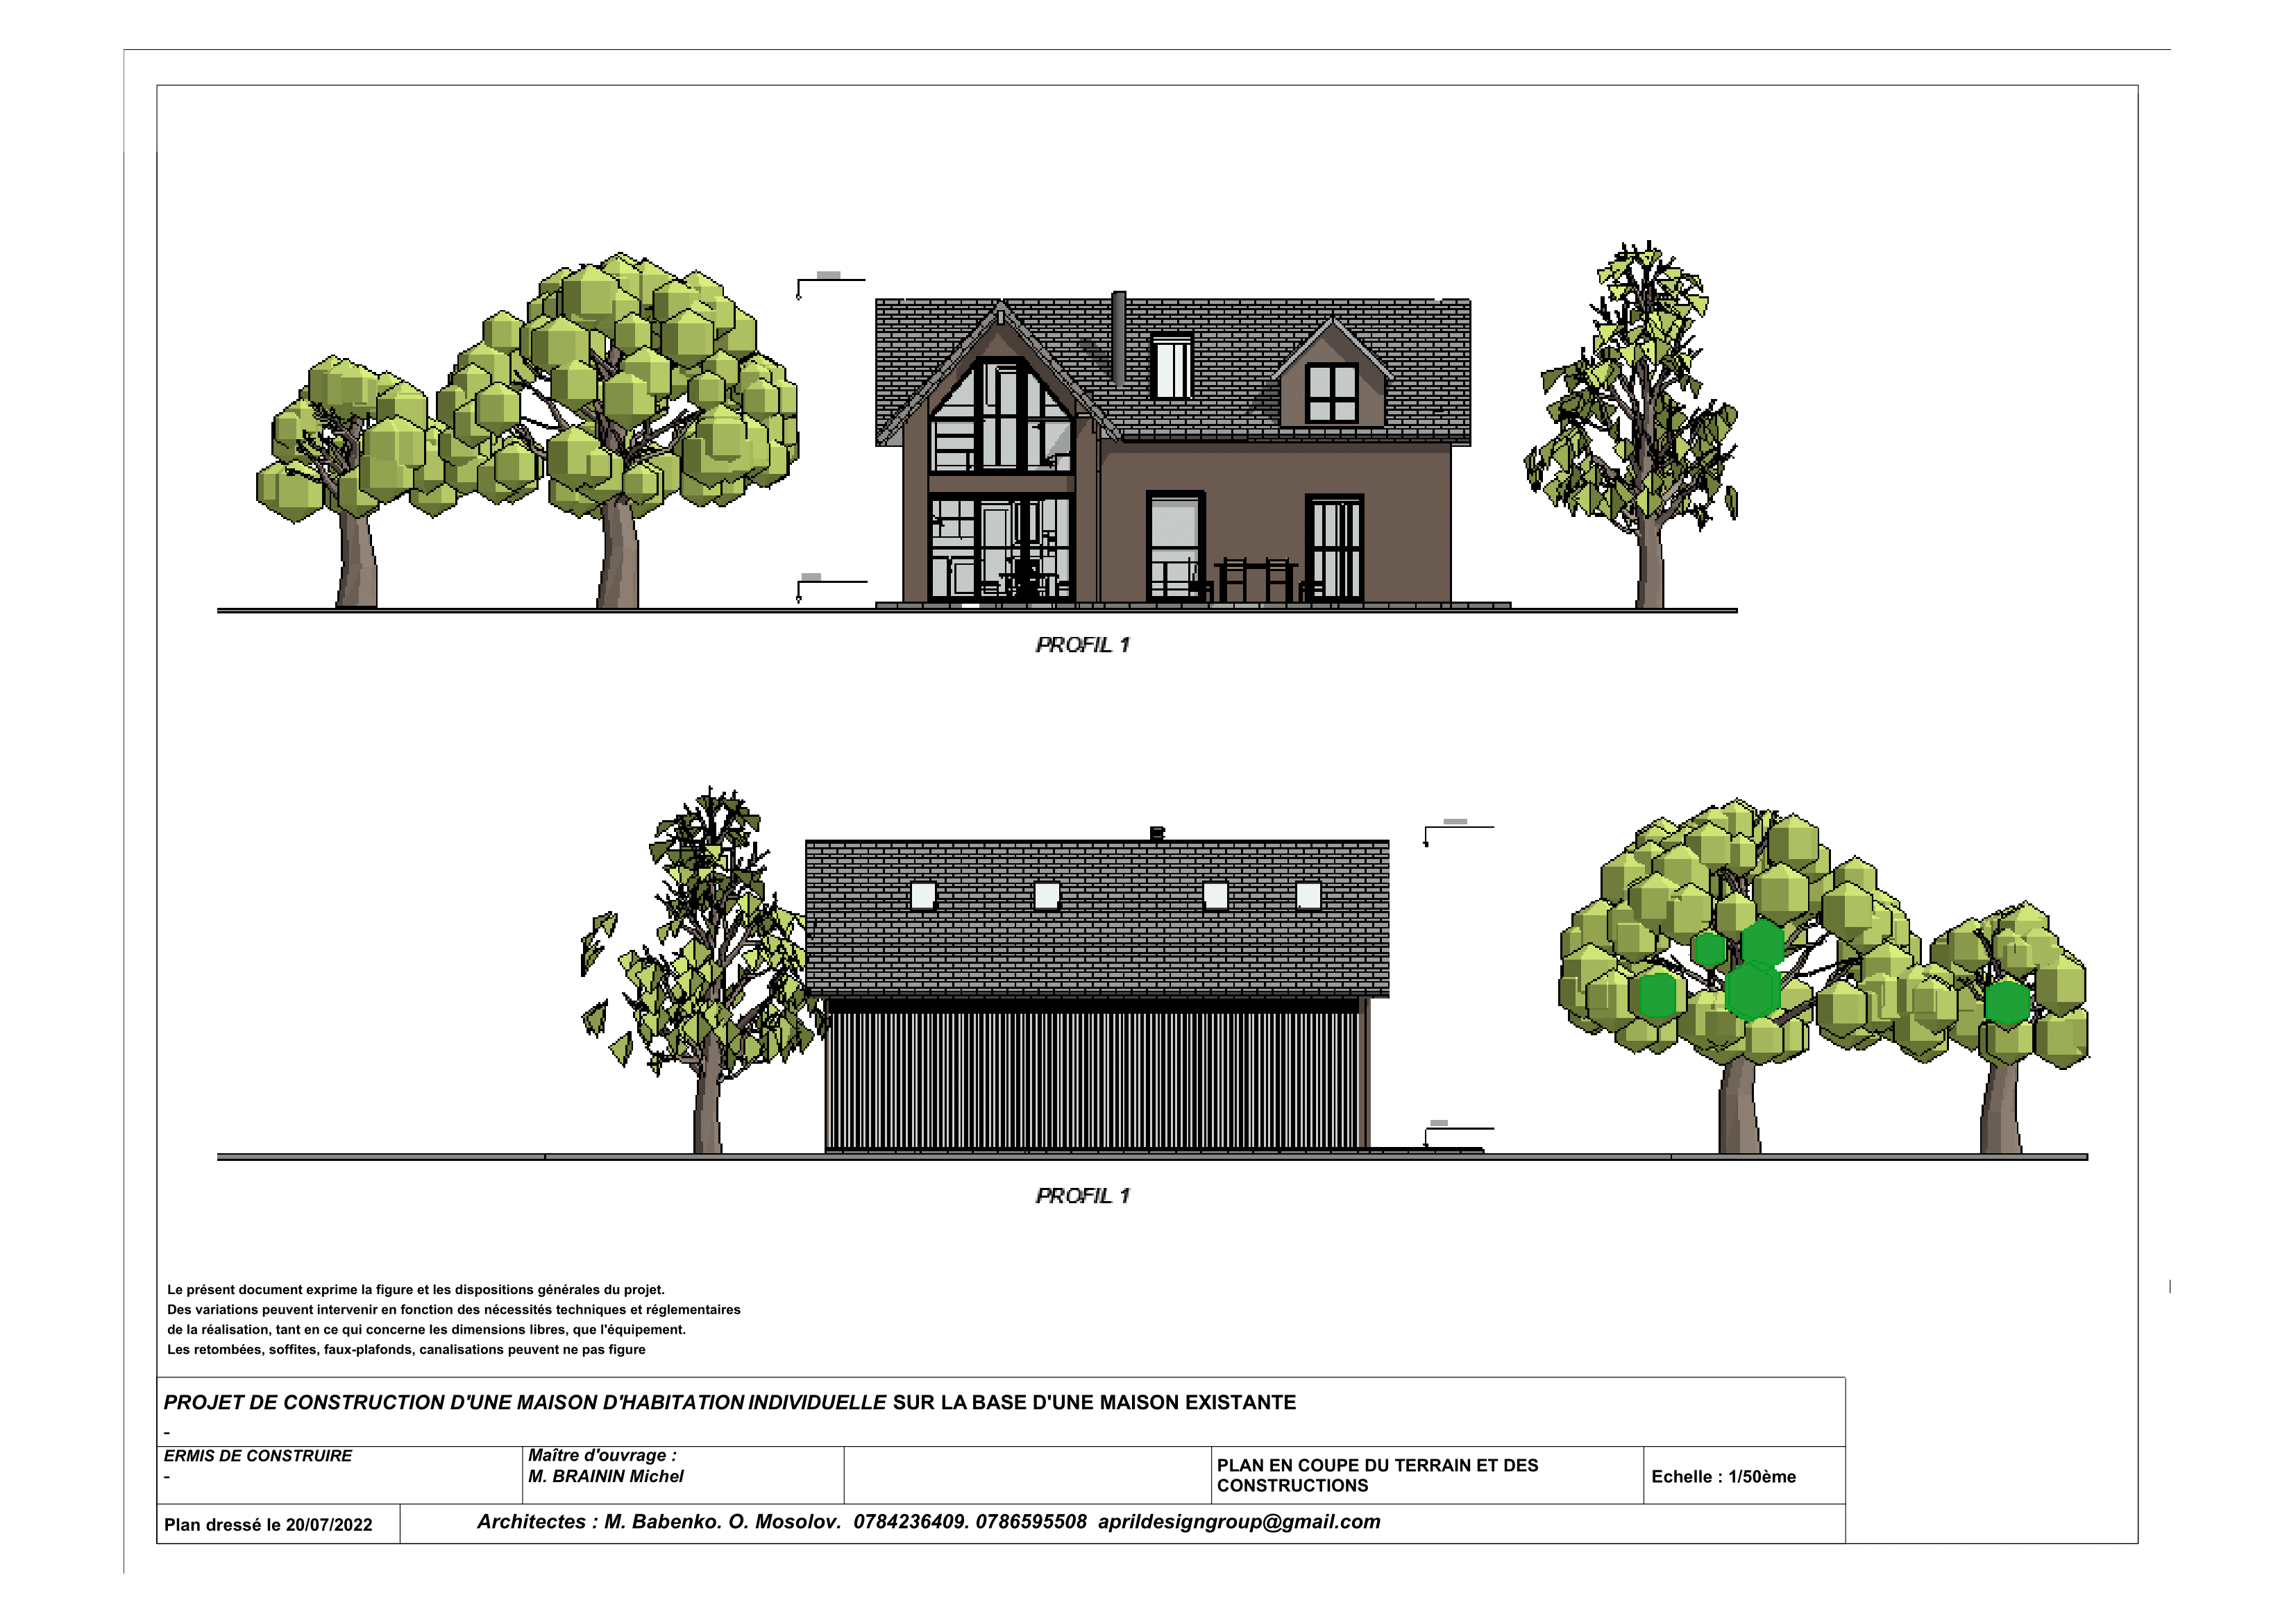 PROFIL 1
PROFIL 1
Le présent document exprime la figure et les dispositions générales du projet.
Des variations peuvent intervenir en fonction des nécessités techniques et réglementaires
de la réalisation, tant en ce qui concerne les dimensions libres, que l'équipement.
Les retombées, soffites, faux-plafonds, canalisations peuvent ne pas figure
PROJET DE CONSTRUCTION D'UNE MAISON D'HABITATION INDIVIDUELLE SUR LA BASE D'UNE MAISON EXISTANTE
-
ERMIS DE CONSTRUIRE
-
Maître d'ouvrage :
M. BRAININ Michel
PLAN EN COUPE DU TERRAIN ET DES
CONSTRUCTIONS
Echelle : 1/50ème
Plan dressé le 20/07/2022
Architectes : M. Babenko. O. Mosolov. 0784236409. 0786595508 aprildesigngroup@gmail.com